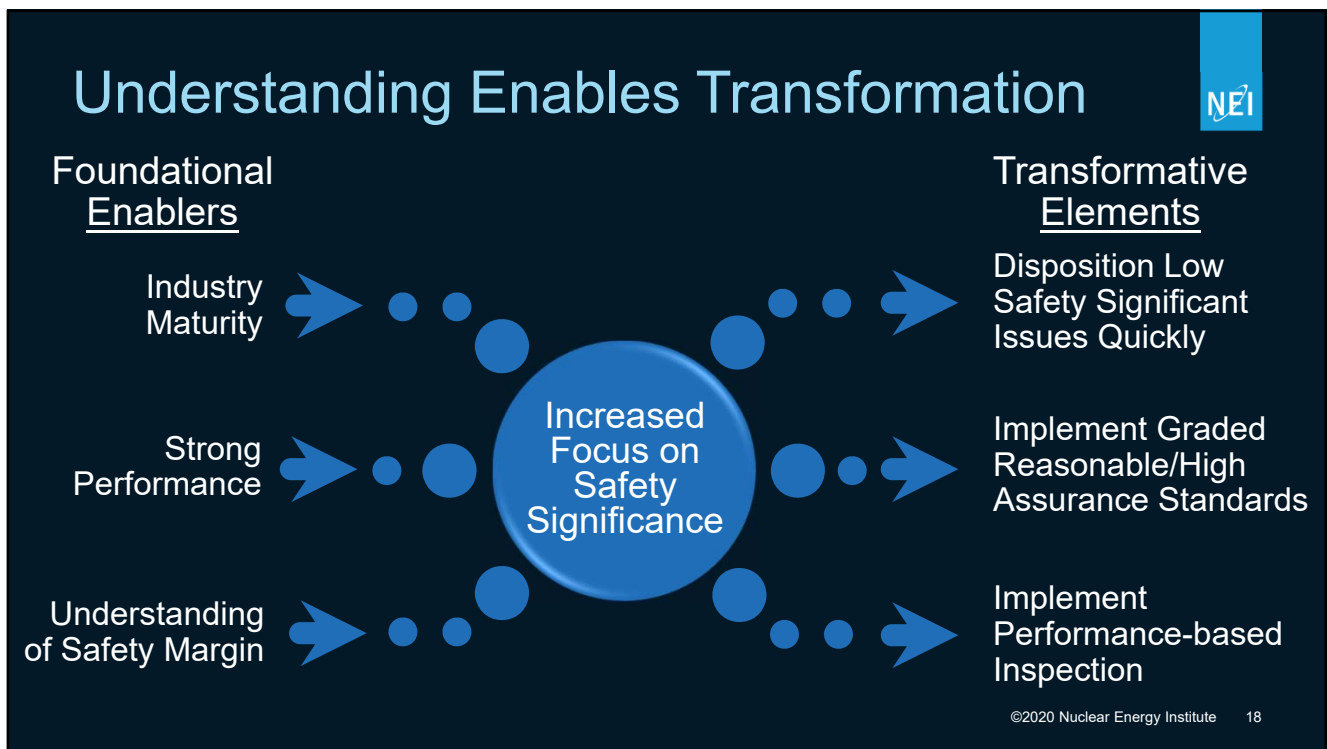 Understanding Enables Transformation
NEI
Foundational
Enablers
Industry
Maturity
Strong
Performance
Understanding
of Safety Margin
Increased
Focus on
Safety
Significance
Transformative
Elements
Disposition Low
Safety Significant
Issues Quickly
Implement Graded
Reasonable/High
Assurance Standards
Implement
Performance-based
Inspection
©2020 Nuclear Energy Institute 18